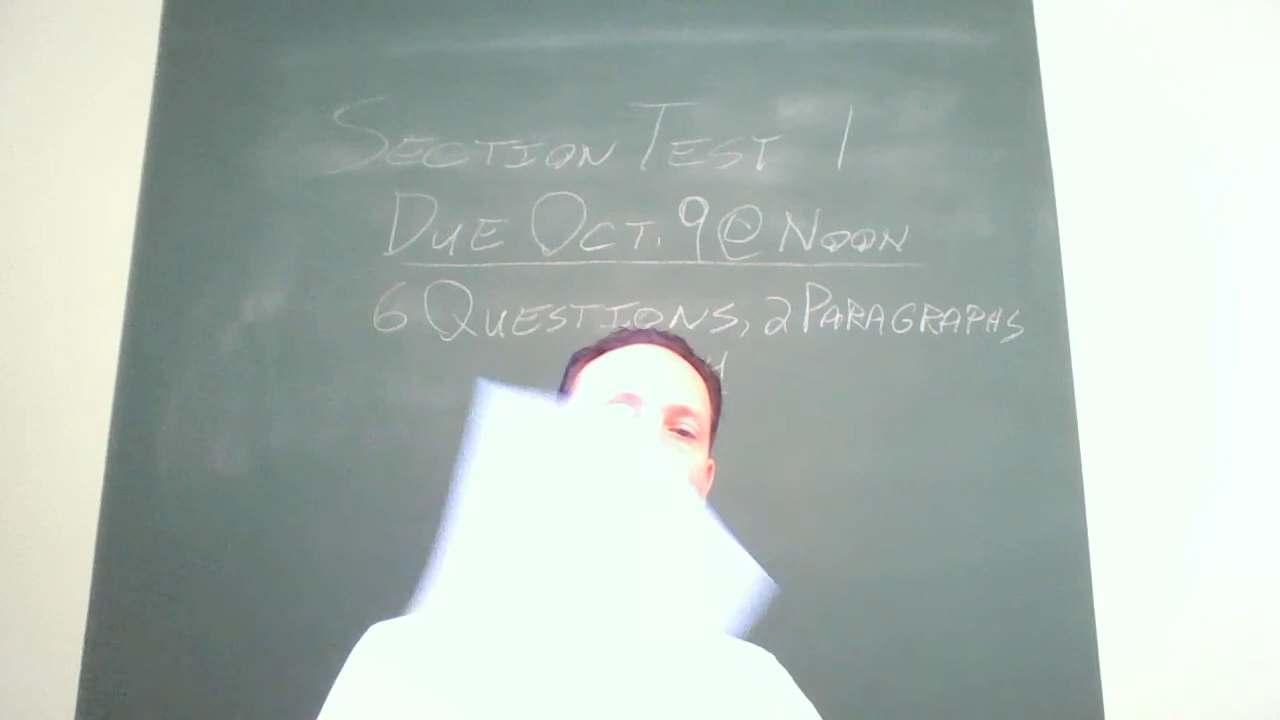 SECTION TEST 1
DUE OCT. 9 @ NOON
6 QUESTIONS, 2 PARAGRAPHS